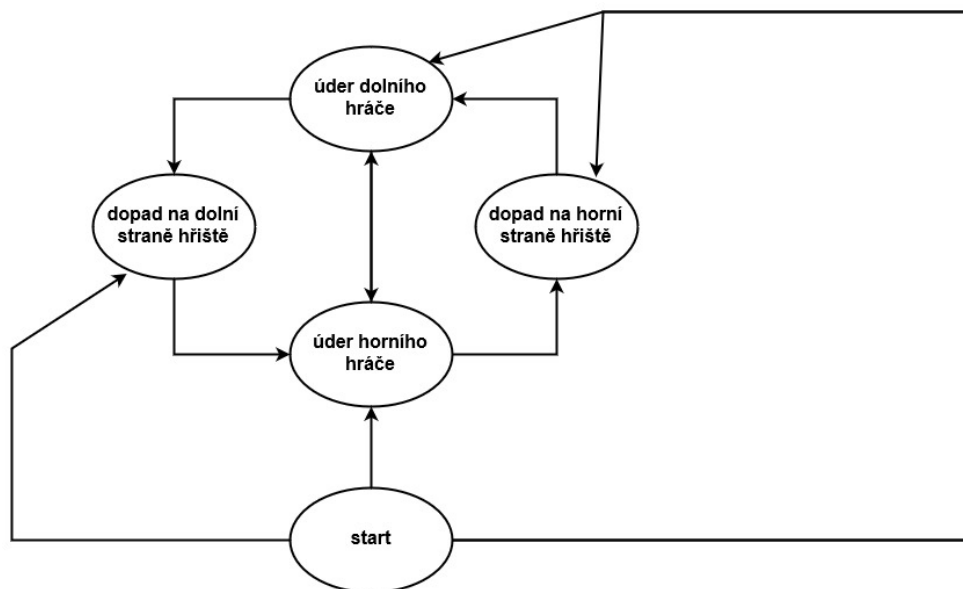 úder dolního
hráče
dopad na dolní
straně hřiště
dopad na horní
straně hřiště
úder horního
hráče
start